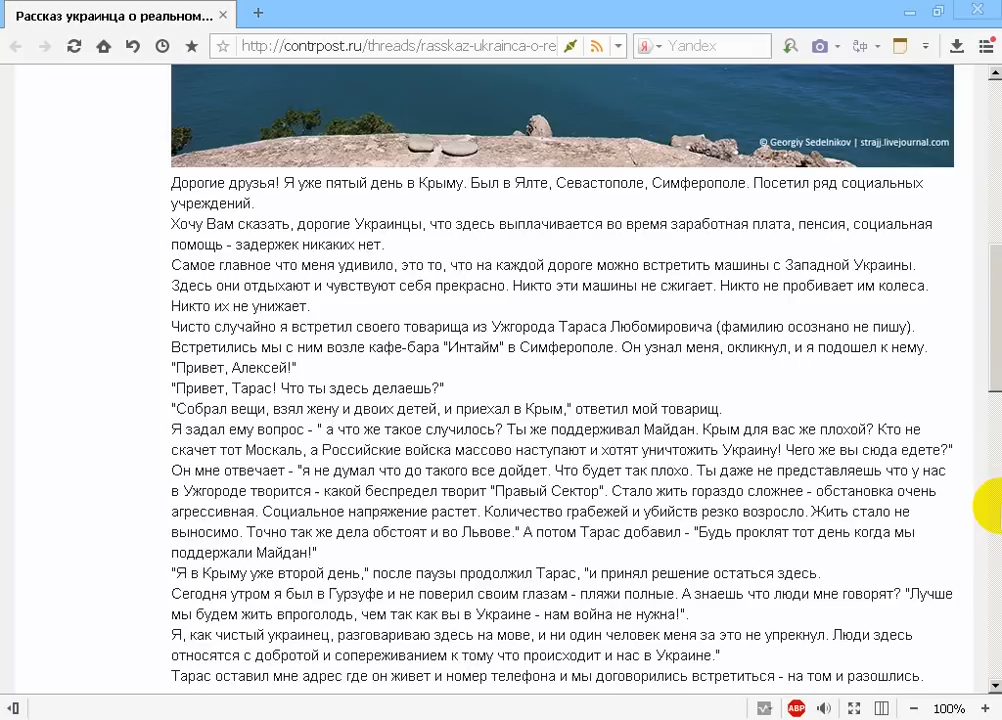 Рассказ украинца о реальном...
http://contrpost.ru/threads/rasskaz-ukrainca-o-re
Yandex
© Georgiy Sedelnikov | strajj.livejournal.com
Дорогие друзья! Я уже пятый день в Крыму. Был в Ялте, Севастополе, Симферополе. Посетил ряд социальных
учреждений.
Хочу Вам сказать, дорогие Украинцы, что здесь выплачивается во время заработная плата, пенсия, социальная
помощь - задержек никаких нет.
Самое главное что меня удивило, это то, что на каждой дороге можно встретить машины с Западной Украины.
Здесь они отдыхают и чувствуют себя прекрасно. Никто эти машины не сжигает. Никто не пробивает им колеса.
Никто их не унижает.
Чисто случайно я встретил своего товарища из Ужгорода Тараса Любомировича (фамилию осознано не пишу).
Встретились мы с ним возле кафе-бара "Интайм" в Симферополе. Он узнал меня, окликнул, и я подошел к нему.
"Привет, Алексей!"
"Привет, Тарас! Что ты здесь делаешь?"
"Собрал вещи, взял жену и двоих детей, и приехал в Крым," ответил мой товарищ.
Я задал ему вопрос - " а что же такое случилось? Ты же поддерживал Майдан. Крым для вас же плохой? Кто не
скачет тот Москаль, а Российские войска массово наступают и хотят уничтожить Украину! Чего же вы сюда едете?"
Он мне отвечает - "я не думал что до такого все дойдет. Что будет так плохо. Ты даже не представляешь что у нас
в Ужгороде творится - какой беспредел творит "Правый Сектор". Стало жить гораздо сложнее - обстановка очень
агрессивная. Социальное напряжение растет. Количество грабежей и убийств резко возросло. Жить стало не
выносимо. Точно так же дела обстоят и во Львове." А потом Тарас добавил - "Будь проклят тот день когда мы
поддержали Майдан!"
"Я в Крыму уже второй день," после паузы продолжил Тарас, "и принял решение остаться здесь.
Сегодня утром я был в Гурзуфе и не поверил своим глазам - пляжи полные. А знаешь что люди мне говорят? "Лучше
мы будем жить впроголодь, чем так как вы в Украине - нам война не нужна!".
Я, как чистый украинец, разговариваю здесь на мове, и ни один человек меня за это не упрекнул. Люди здесь
относятся с добротой и сопереживанием к тому что происходит и нас в Украине."
Тарас оставил мне адрес где он живет и номер телефона и мы договорились встретиться - на том и разошлись.
ABP
100%